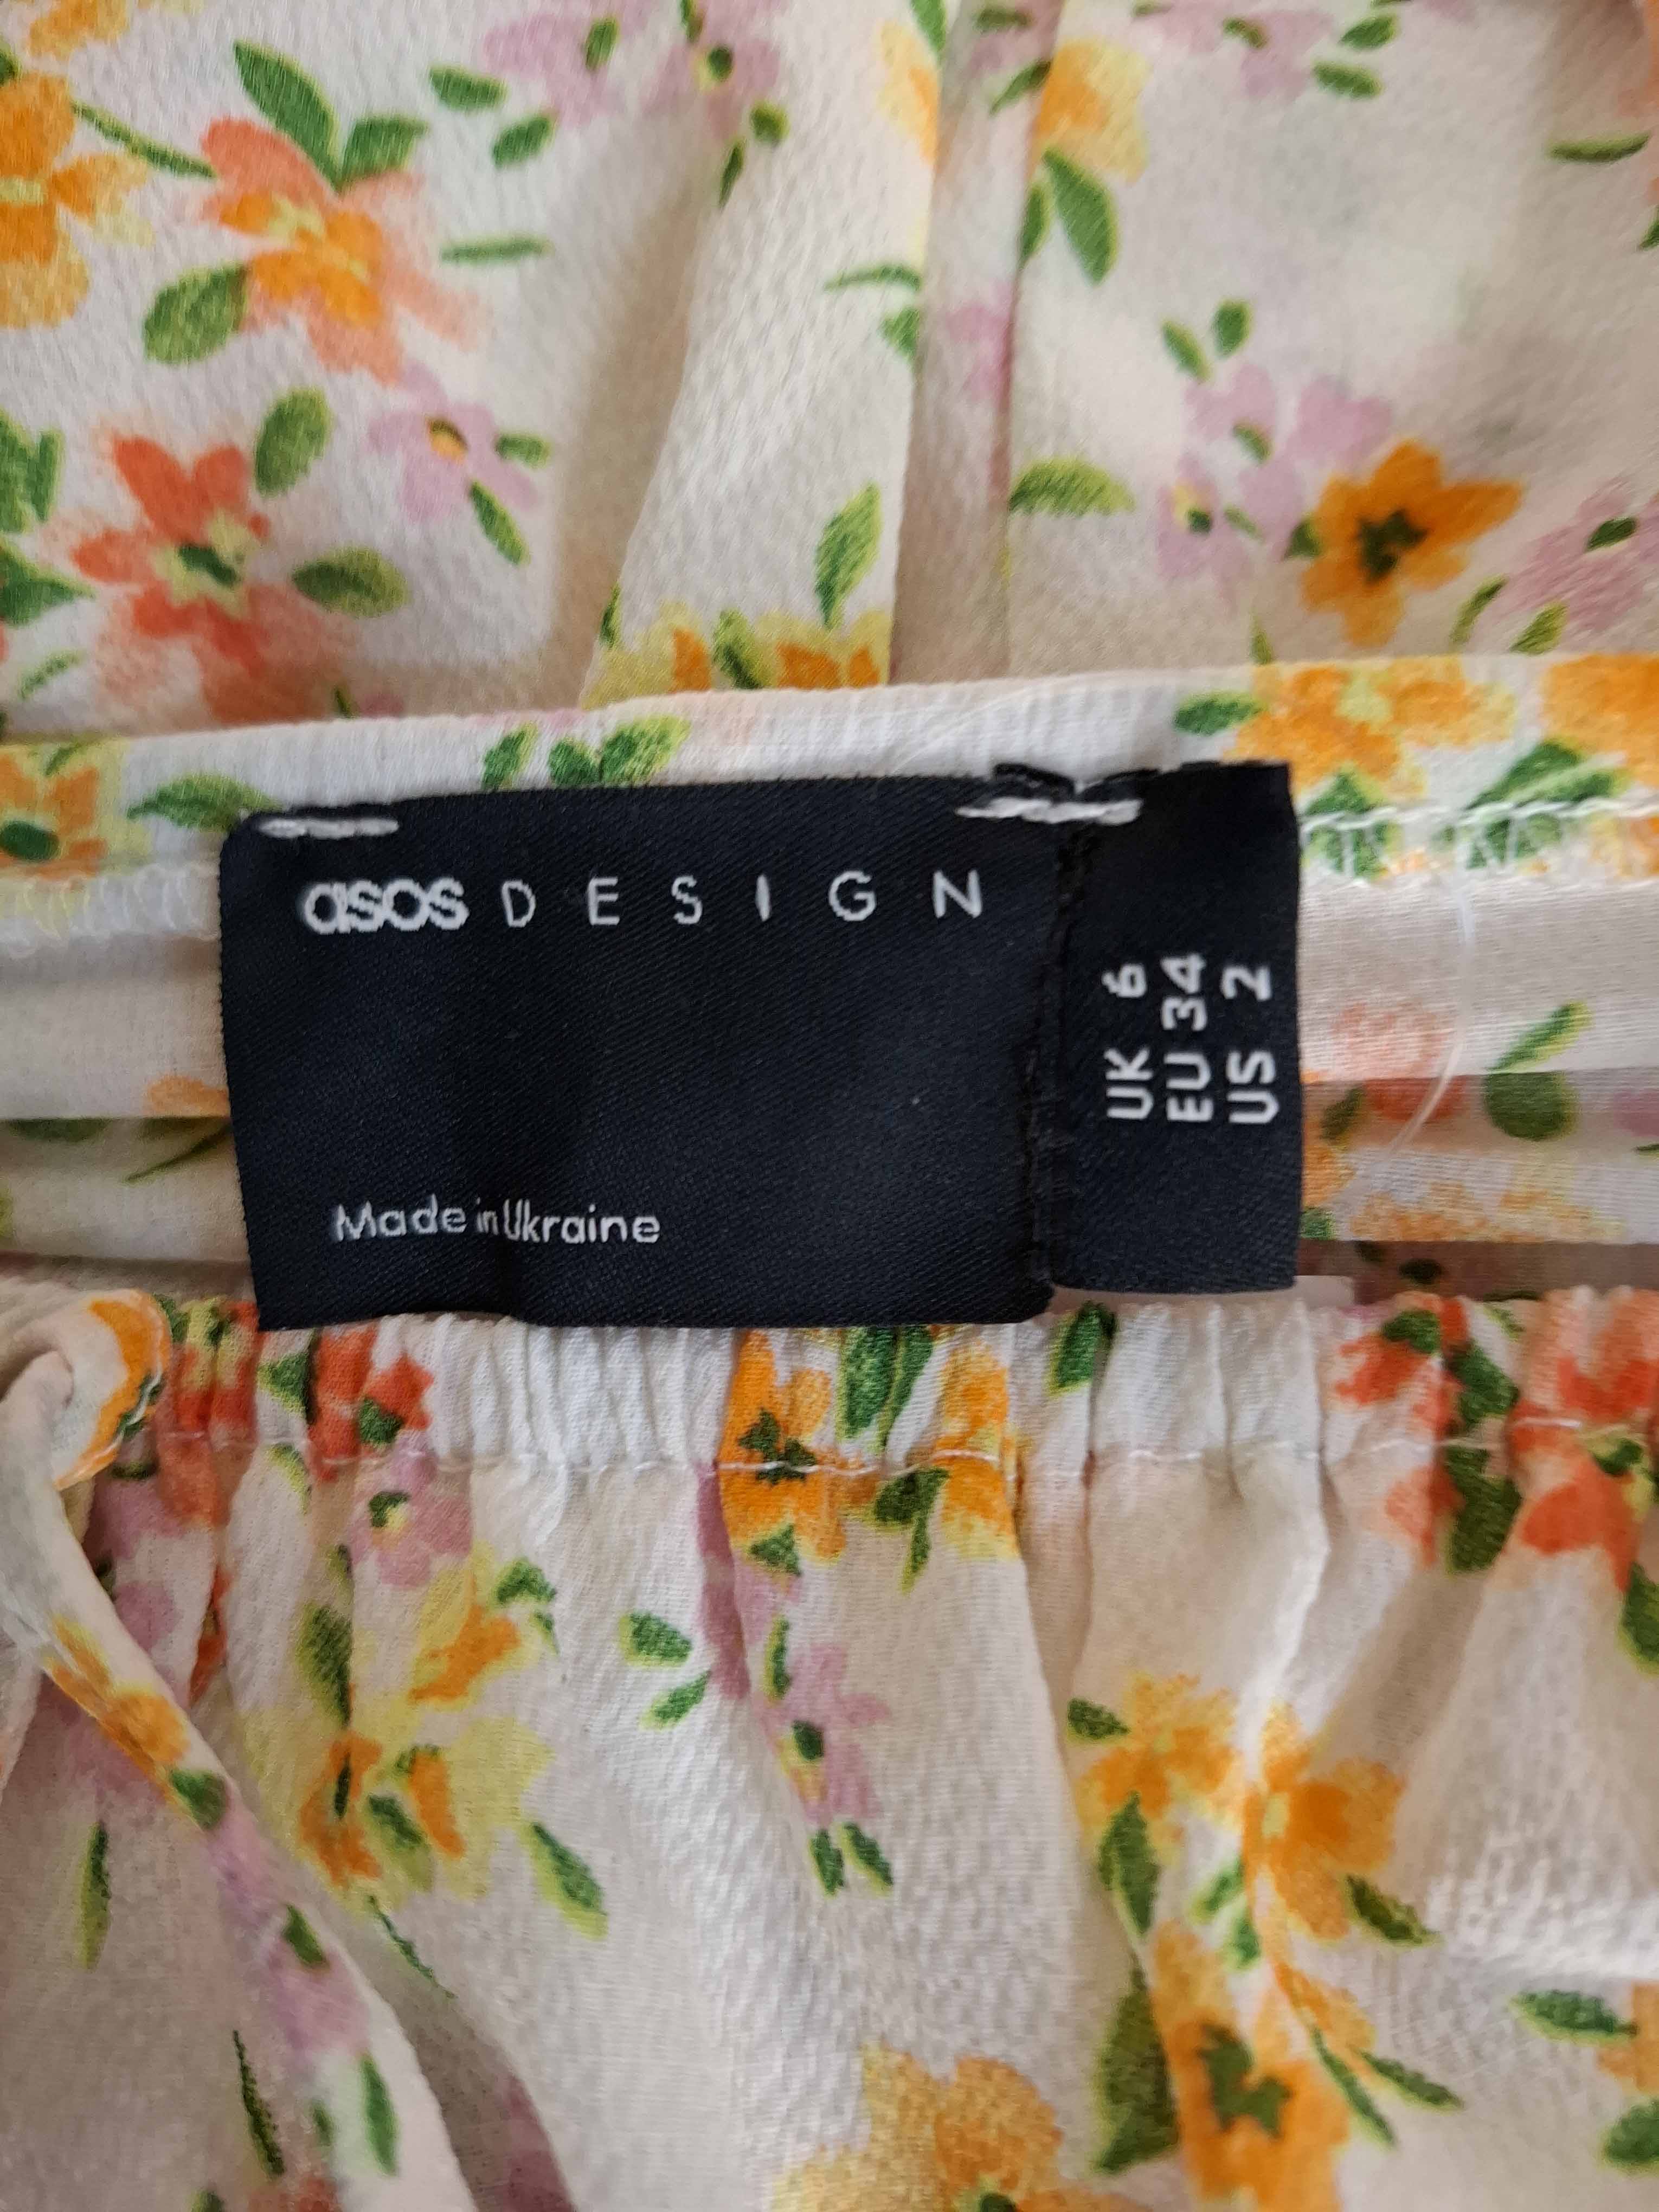 asos DESIGN
Made in Ukraine
UK 6
EU 34
US 2